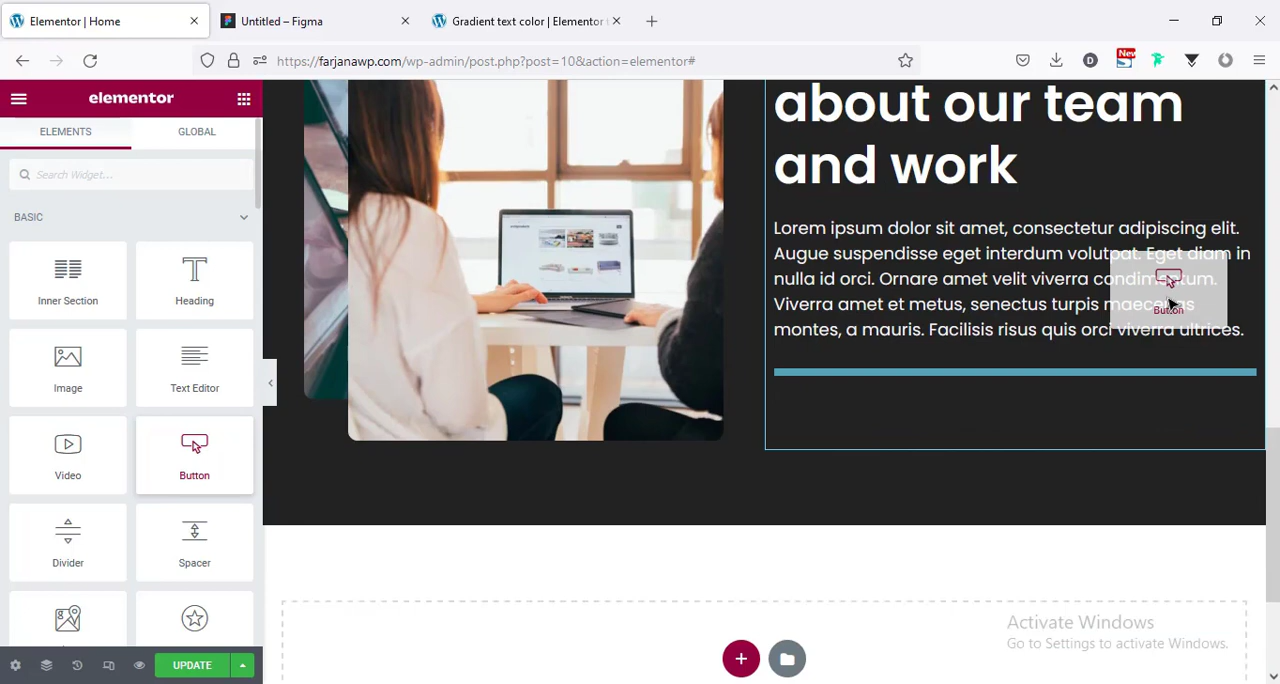 Elementor | Home
Untitled – Figma
Gradient text color | Elementor
https://farjanawp.com/wp-admin/post.php?post=10&action=elementor#
New
elementor
ELEMENTS
GLOBAL
Search Widget...
BASIC
Inner Section
Heading
Image
Text Editor
Video
Button
Divider
Spacer
UPDATE
about our team
and work
Lorem ipsum dolor sit amet, consectetur adipiscing elit.
Augue suspendisse eget interdum volutpat. Eget diam in
nulla id orci. Ornare amet velit viverra condimentum.
Viverra amet et metus, senectus turpis maecenas
montes, a mauris. Facilisis risus quis orci viverra ultrices.
Button
Activate Windows
Go to Settings to activate Windows.